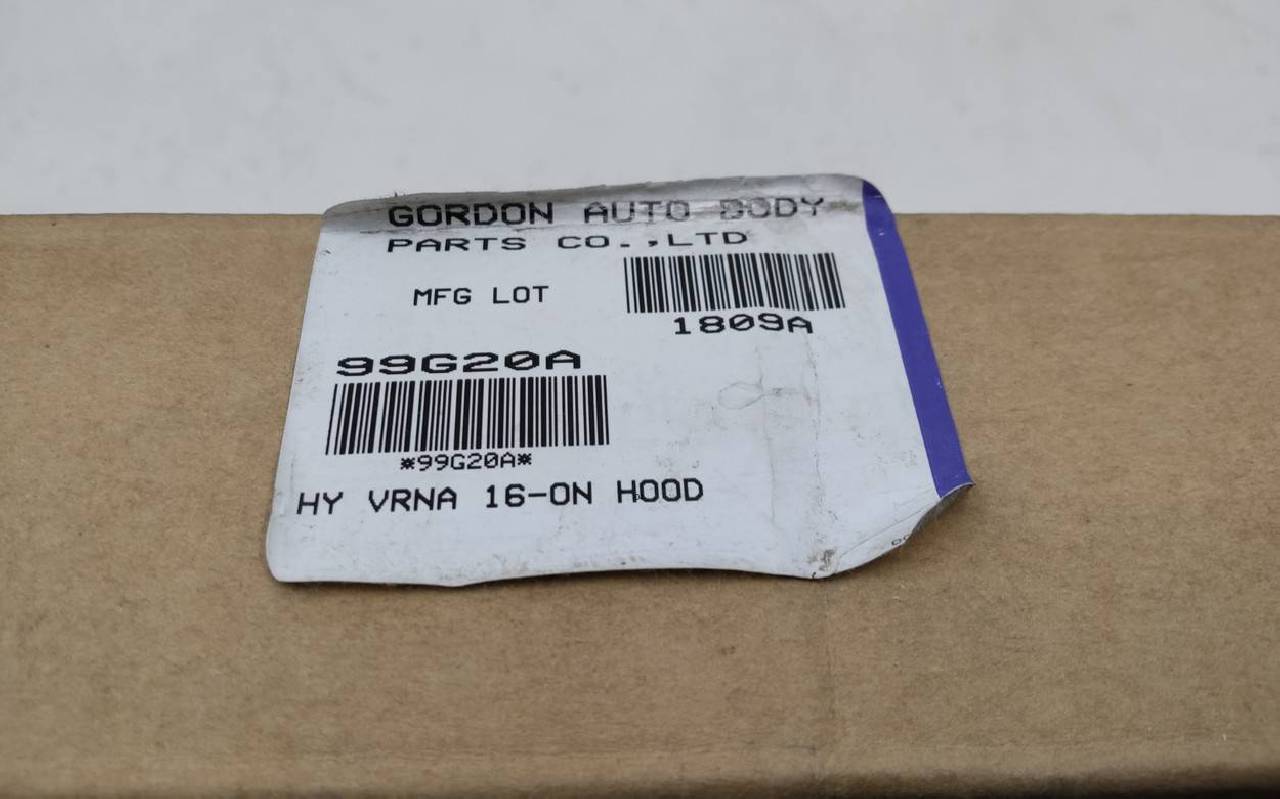 GORDON AUTO BODY
PARTS CO.,LTD
MFG LOT
1809A
99G20A
*99G20A*
HY VRNA 16-ON HOOD